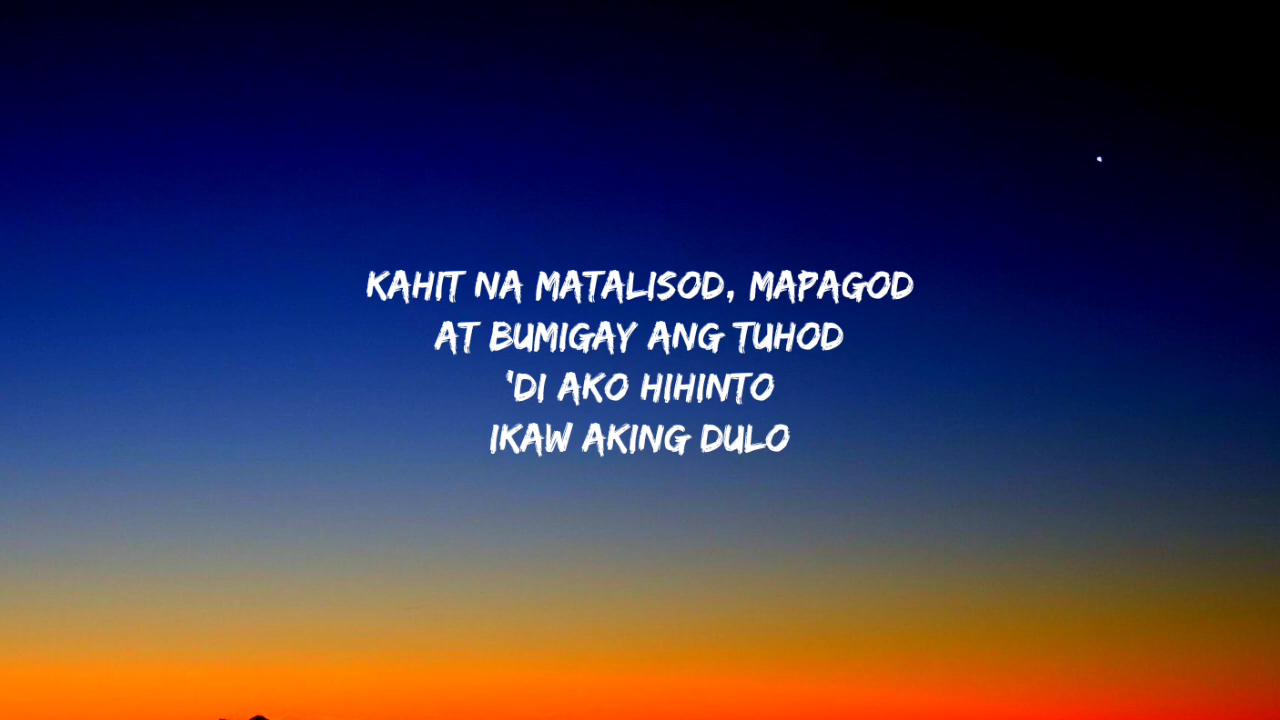 KAHIT NA MATALISOD, MAPAGOD
AT BUMIGAY ANG TUHOD
'DI AKO HIHINTO
IKAW AKING DULO